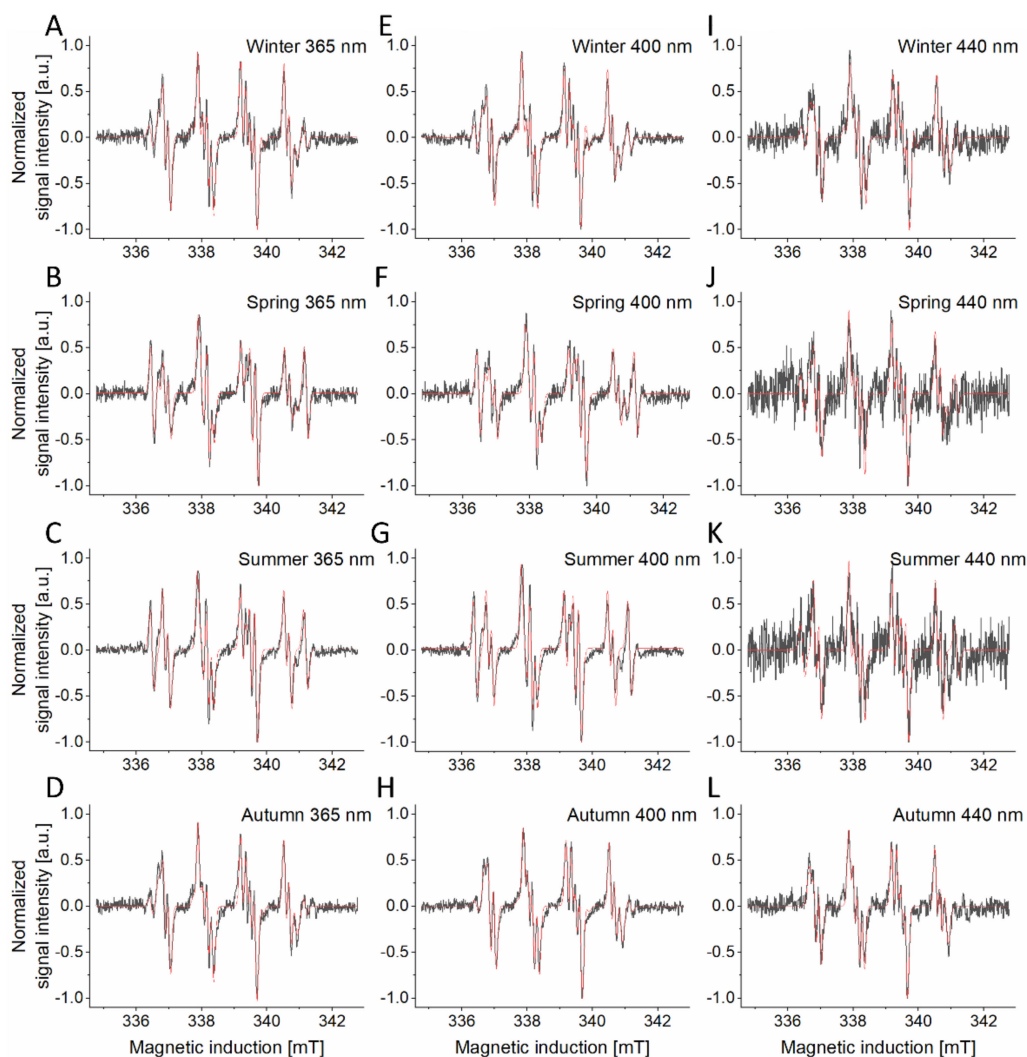 A
E
I
Winter 365 nm
Winter 400 nm
Winter 440 nm
Normalized
signal intensity [a.u.]
1.0
0.5
0.0
-0.5
-1.0
1.0
0.5
0.0
-0.5
-1.0
1.0
0.5
0.0
-0.5
-1.0
336 338 340 342
336 338 340 342
336 338 340 342
B
F
J
Spring 365 nm
Spring 400 nm
Spring 440 nm
Normalized
signal intensity [a.u.]
1.0
0.5
0.0
-0.5
-1.0
1.0
0.5
0.0
-0.5
-1.0
1.0
0.5
0.0
-0.5
-1.0
336 338 340 342
336 338 340 342
336 338 340 342
C
G
K
Summer 365 nm
Summer 400 nm
Summer 440 nm
Normalized
signal intensity [a.u.]
1.0
0.5
0.0
-0.5
-1.0
1.0
0.5
0.0
-0.5
-1.0
1.0
0.5
0.0
-0.5
-1.0
336 338 340 342
336 338 340 342
336 338 340 342
D
H
L
Autumn 365 nm
Autumn 400 nm
Autumn 440 nm
Normalized
signal intensity [a.u.]
1.0
0.5
0.0
-0.5
-1.0
1.0
0.5
0.0
-0.5
-1.0
1.0
0.5
0.0
-0.5
-1.0
336 338 340 342
336 338 340 342
336 338 340 342
Magnetic induction [mT]
Magnetic induction [mT]
Magnetic induction [mT]